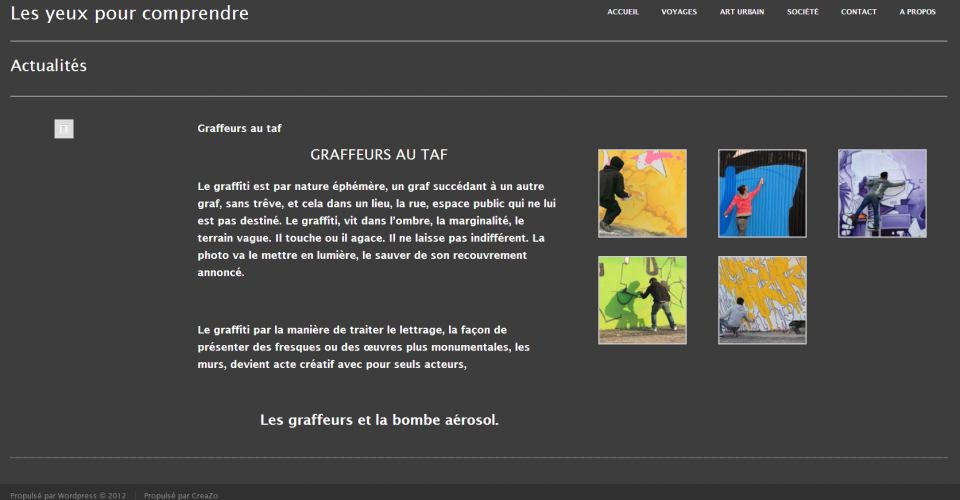 Les yeux pour comprendre
ACCUEIL VOYAGES ART URBAIN SOCIÉTÉ CONTACT A PROPOS
Actualités
Graffeurs au taf
GRAFFEURS AU TAF
Le graffiti est par nature éphémère, un graf succédant à un autre
graf, sans trêve, et cela dans un lieu, la rue, espace public qui ne lui
est pas destiné. Le graffiti, vit dans l'ombre, la marginalité, le
terrain vague. Il touche ou il agace. Il ne laisse pas indifférent. La
photo va le mettre en lumière, le sauver de son recouvrement
annoncé.
Le graffiti par la manière de traiter le lettrage, la façon de
présenter des fresques ou des œuvres plus monumentales, les
murs, devient acte créatif avec pour seuls acteurs,
Les graffeurs et la bombe aérosol.
Propulsé par Wordpress © 2012 | Propulsé par CreaZo